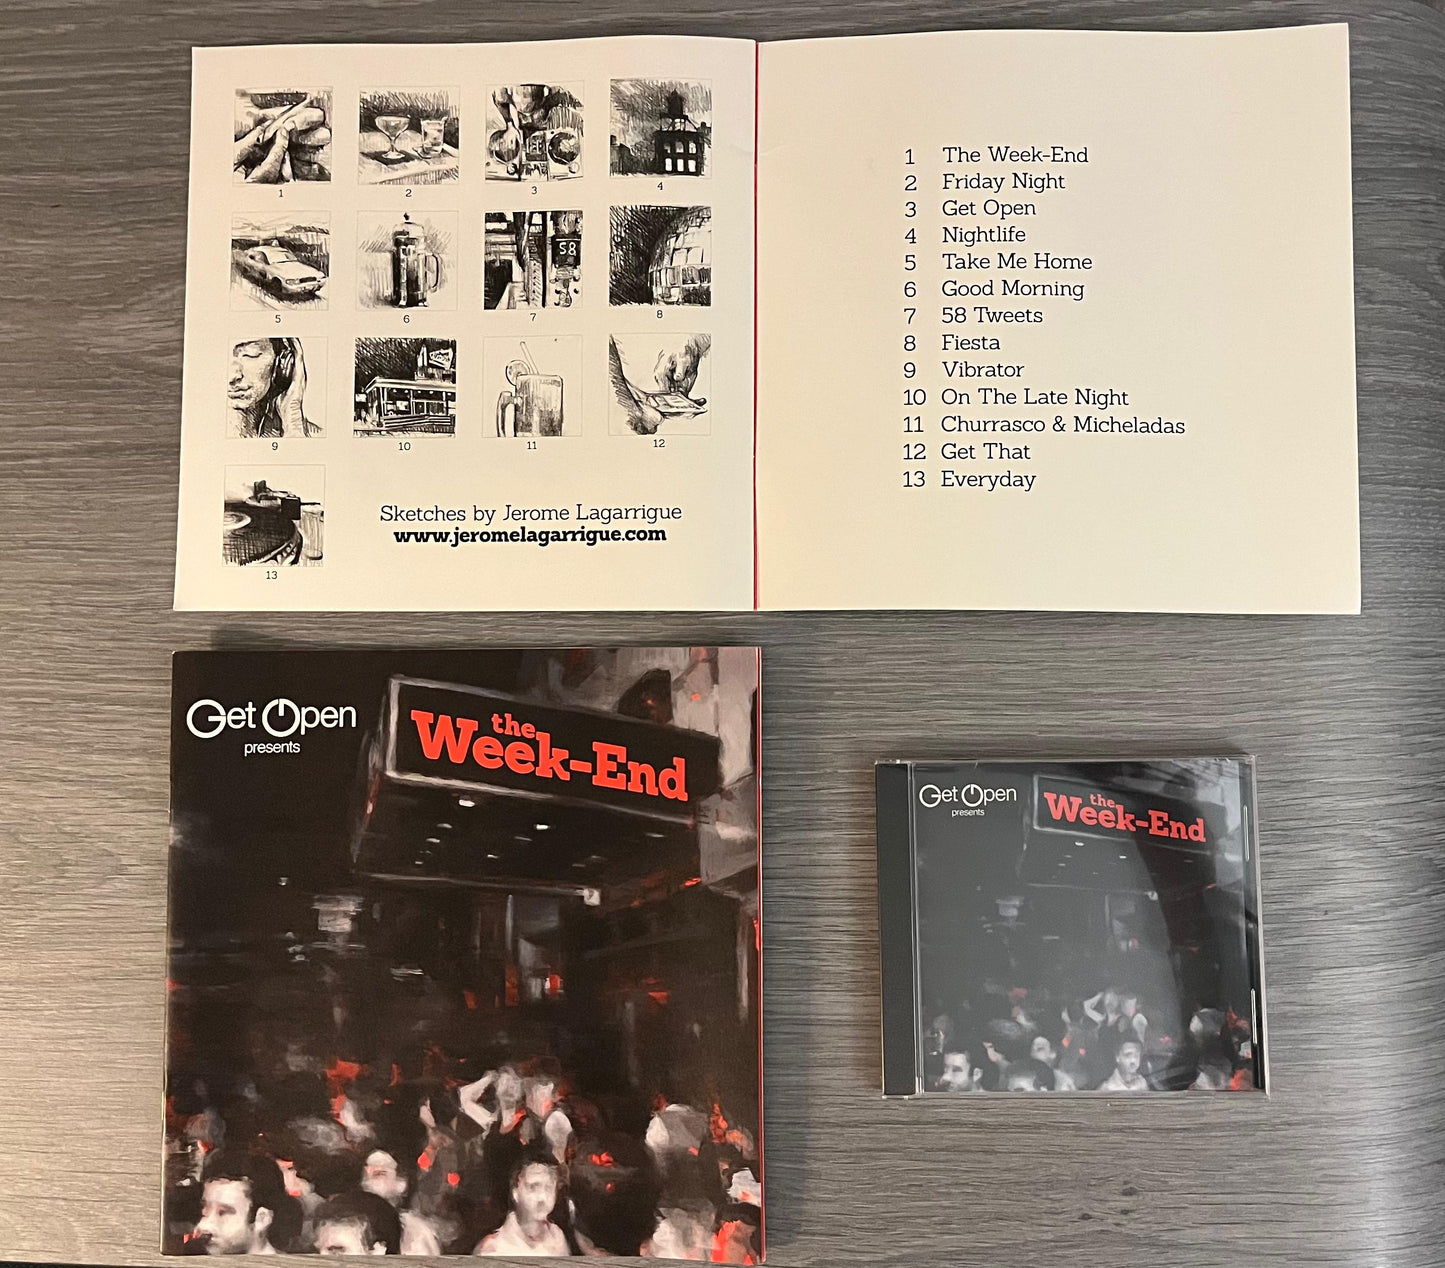 1
2
3
4
5
6
58
7
8
9
10
11
12
13
Sketches by Jerome Lagarrigue
www.jeromelagarrigue.com
1 The Week-End
2 Friday Night
3 Get Open
4 Nightlife
5 Take Me Home
6 Good Morning
7 58 Tweets
8 Fiesta
9 Vibrator
10 On The Late Night
11 Churrasco & Micheladas
12 Get That
13 Everyday
Get Open
presents
the
Week-End
Get Open
presents
the
Week-End